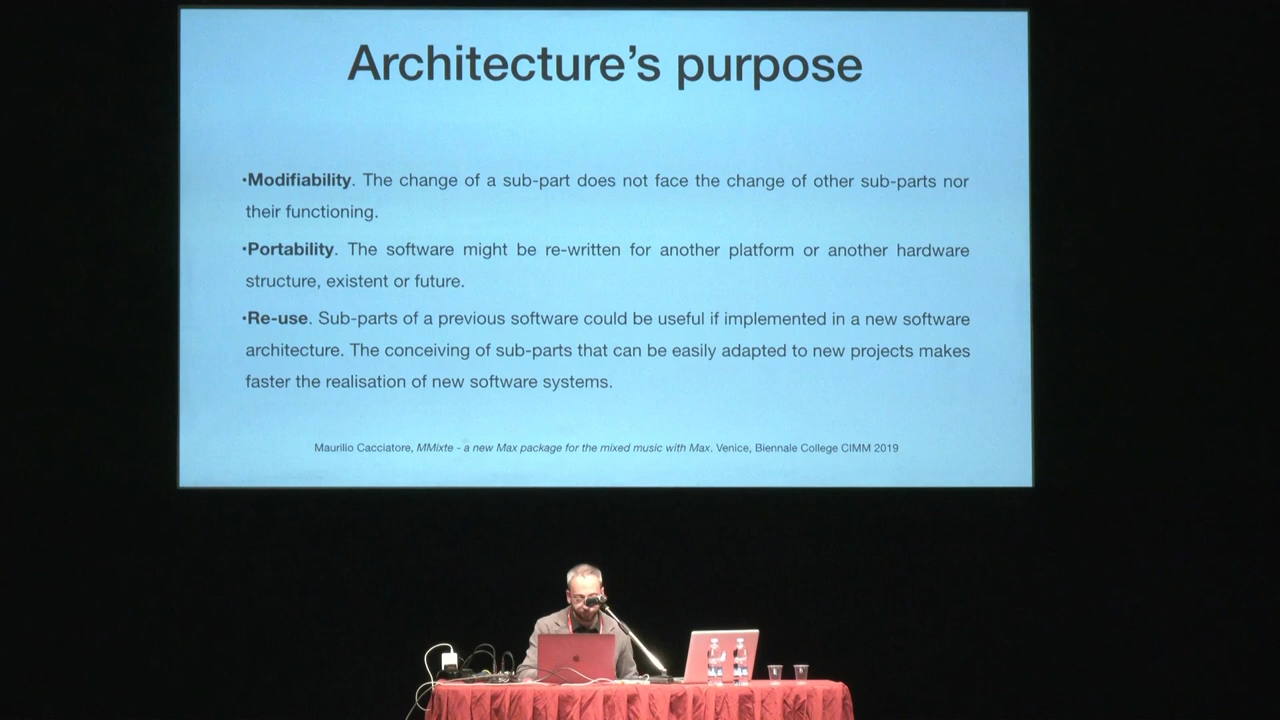 Architecture's purpose
•Modifiability. The change of a sub-part does not face the change of other sub-parts nor
their functioning.
•Portability. The software might be re-written for another platform or another hardware
structure, existent or future.
•Re-use. Sub-parts of a previous software could be useful if implemented in a new software
architecture. The conceiving of sub-parts that can be easily adapted to new projects makes
faster the realisation of new software systems.
Maurilio Cacciatore, MMixte - a new Max package for the mixed music with Max. Venice, Biennale College CIMM 2019